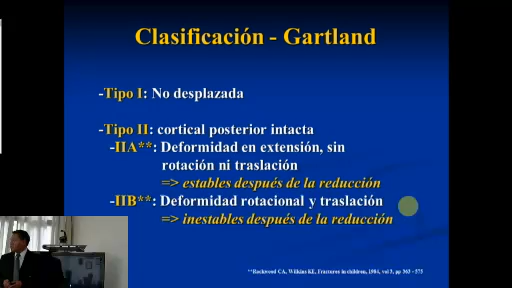 Clasificación - Gartland
-Tipo I: No desplazada
-Tipo II: cortical posterior intacta
-IIA**: Deformidad en extensión, sin
rotación ni traslación
=> estables después de la reducción
-IIB**: Deformidad rotacional y traslación
=> inestables después de la reducción
**Rockwood CA, Wilkins KE, Fractures in children, 1984, vol 3, pp 363 - 575